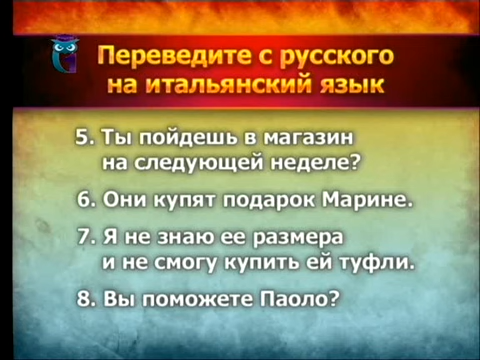 Переведите с русского
на итальянский язык
5. Ты пойдешь в магазин
на следующей неделе?
6. Они купят подарок Марине.
7. Я не знаю ее размера
и не смогу купить ей туфли.
8. Вы поможете Паоло?